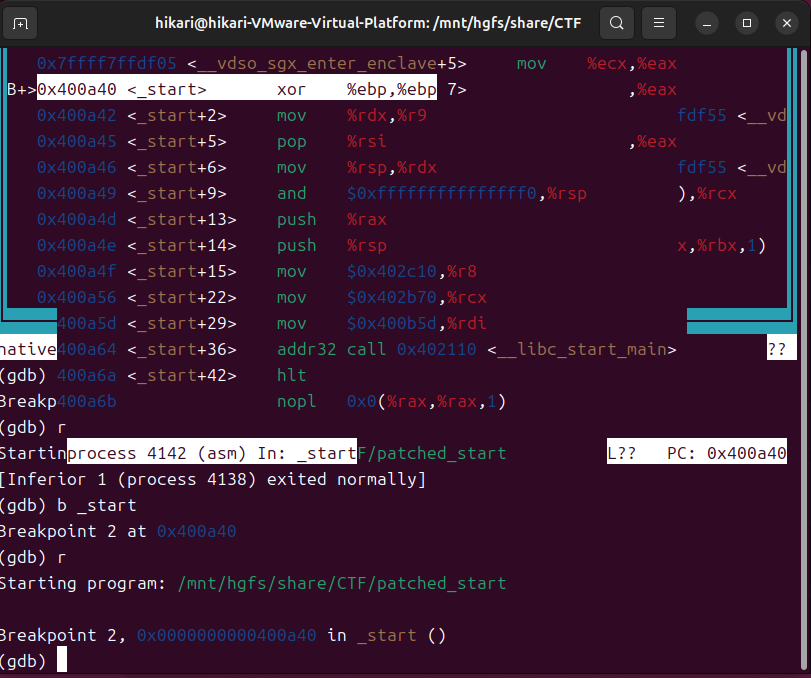 hikari@hikari-VMware-Virtual-Platform: /mnt/hgfs/share/CTF
0x7ffff7ffdf05 <__vdso_sgx_enter_enclave+5> mov %ecx,%eax
B+>0x400a40 <_start> xor %ebp,%ebp 7> ,%eax
0x400a42 <_start+2> mov %rdx,%r9 fdf55 <__vd
0x400a45 <_start+5> pop %rsi ,%eax
0x400a46 <_start+6> mov %rsp,%rdx fdf55 <__vd
0x400a49 <_start+9> and $0xfffffffffffffff0,%rsp ),%rcx
0x400a4d <_start+13> push %rax
0x400a4e <_start+14> push %rsp x,%rbx,1)
0x400a4f <_start+15> mov $0x402c10,%r8
0x400a56 <_start+22> mov $0x402b70,%rcx
400a5d <_start+29> mov $0x400b5d,%rdi
native400a64 <_start+36> addr32 call 0x402110 <__libc_start_main> ??
(gdb) 400a6a <_start+42> hlt
Breakp400a6b nopl 0x0(%rax,%rax,1)
(gdb) r
Startinprocess 4142 (asm) In: _startF/patched_start L?? PC: 0x400a40
[Inferior 1 (process 4138) exited normally]
(gdb) b _start
Breakpoint 2 at 0x400a40
(gdb) r
Starting program: /mnt/hgfs/share/CTF/patched_start
Breakpoint 2, 0x0000000000400a40 in _start ()
(gdb)